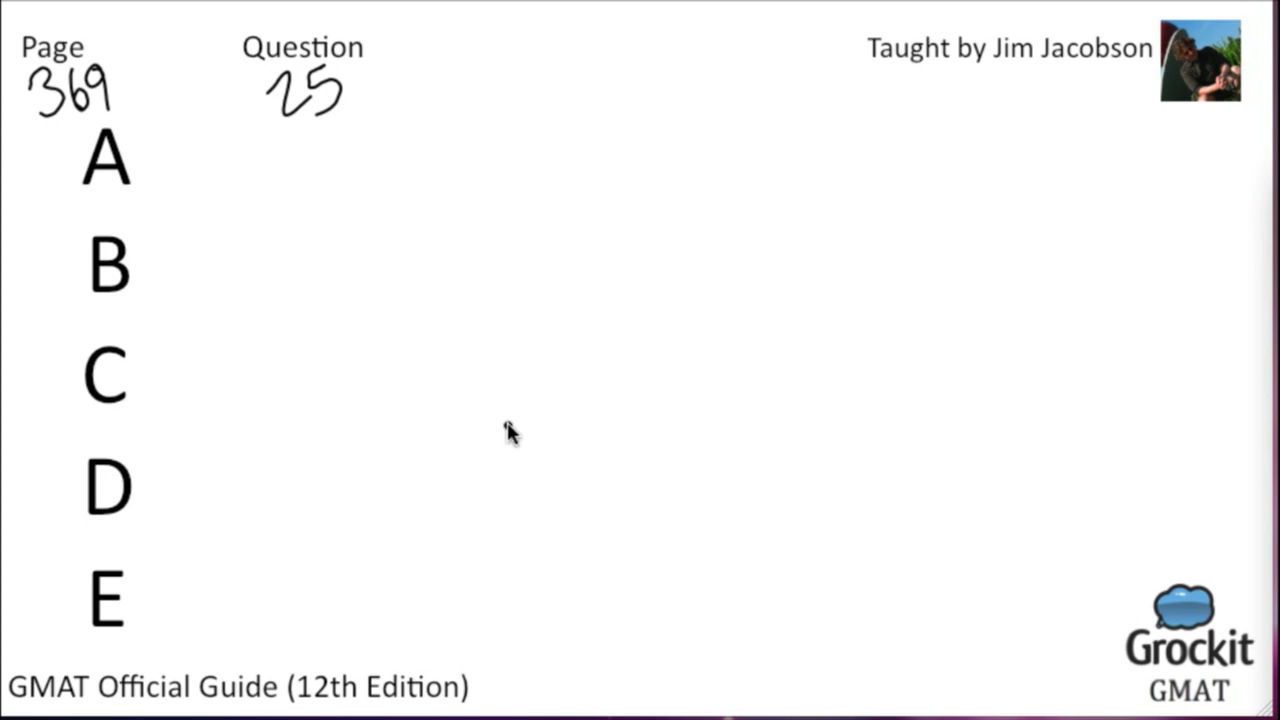 Page Question Taught by Jim Jacobson
369 25
A
B
C
D
E
Grockit
GMAT
GMAT Official Guide (12th Edition)